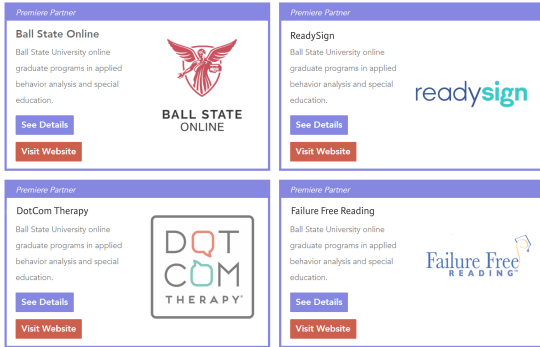 Premiere Partner
Ball State Online
Ball State University online
graduate programs in applied
behavior analysis and special
education.
See Details
Visit Website
BALL STATE
ONLINE
Premiere Partner
ReadySign
Ball State University online
graduate programs in applied
behavior analysis and special
education.
See Details
Visit Website
readysign
Premiere Partner
DotCom Therapy
Ball State University online
graduate programs in applied
behavior analysis and special
education.
See Details
Visit Website
DOT
COM
THERAPY
Premiere Partner
Failure Free Reading
Ball State University online
graduate programs in applied
behavior analysis and special
education.
See Details
Visit Website
Failure Free
READING™